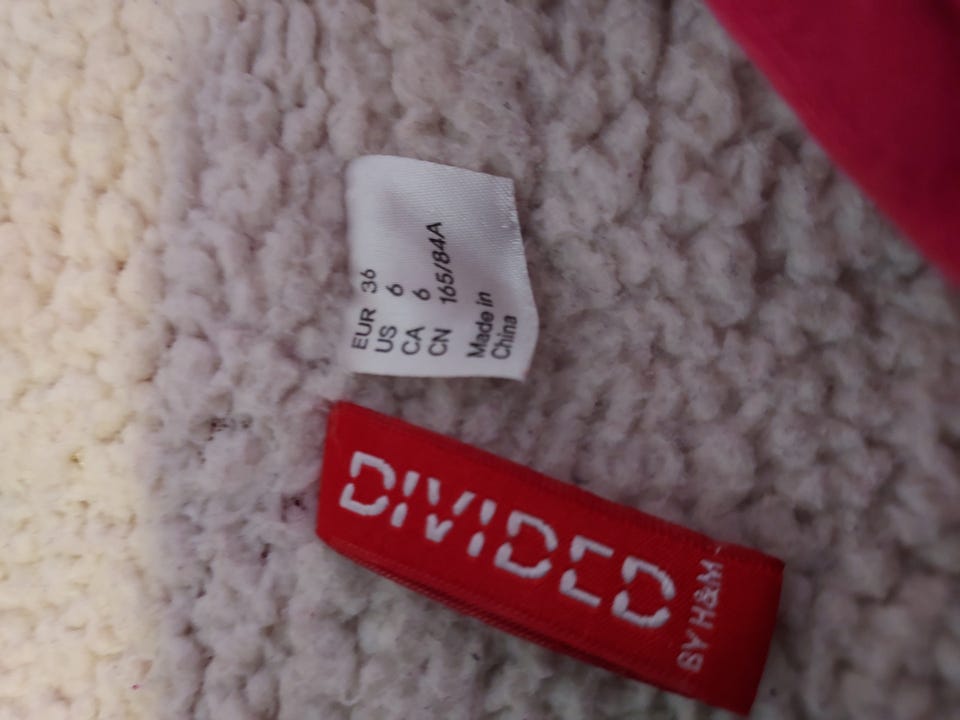 EUR 36
US 6
CA 6
CN 165/84A
Made in
China
DIVIDED
BY H&M